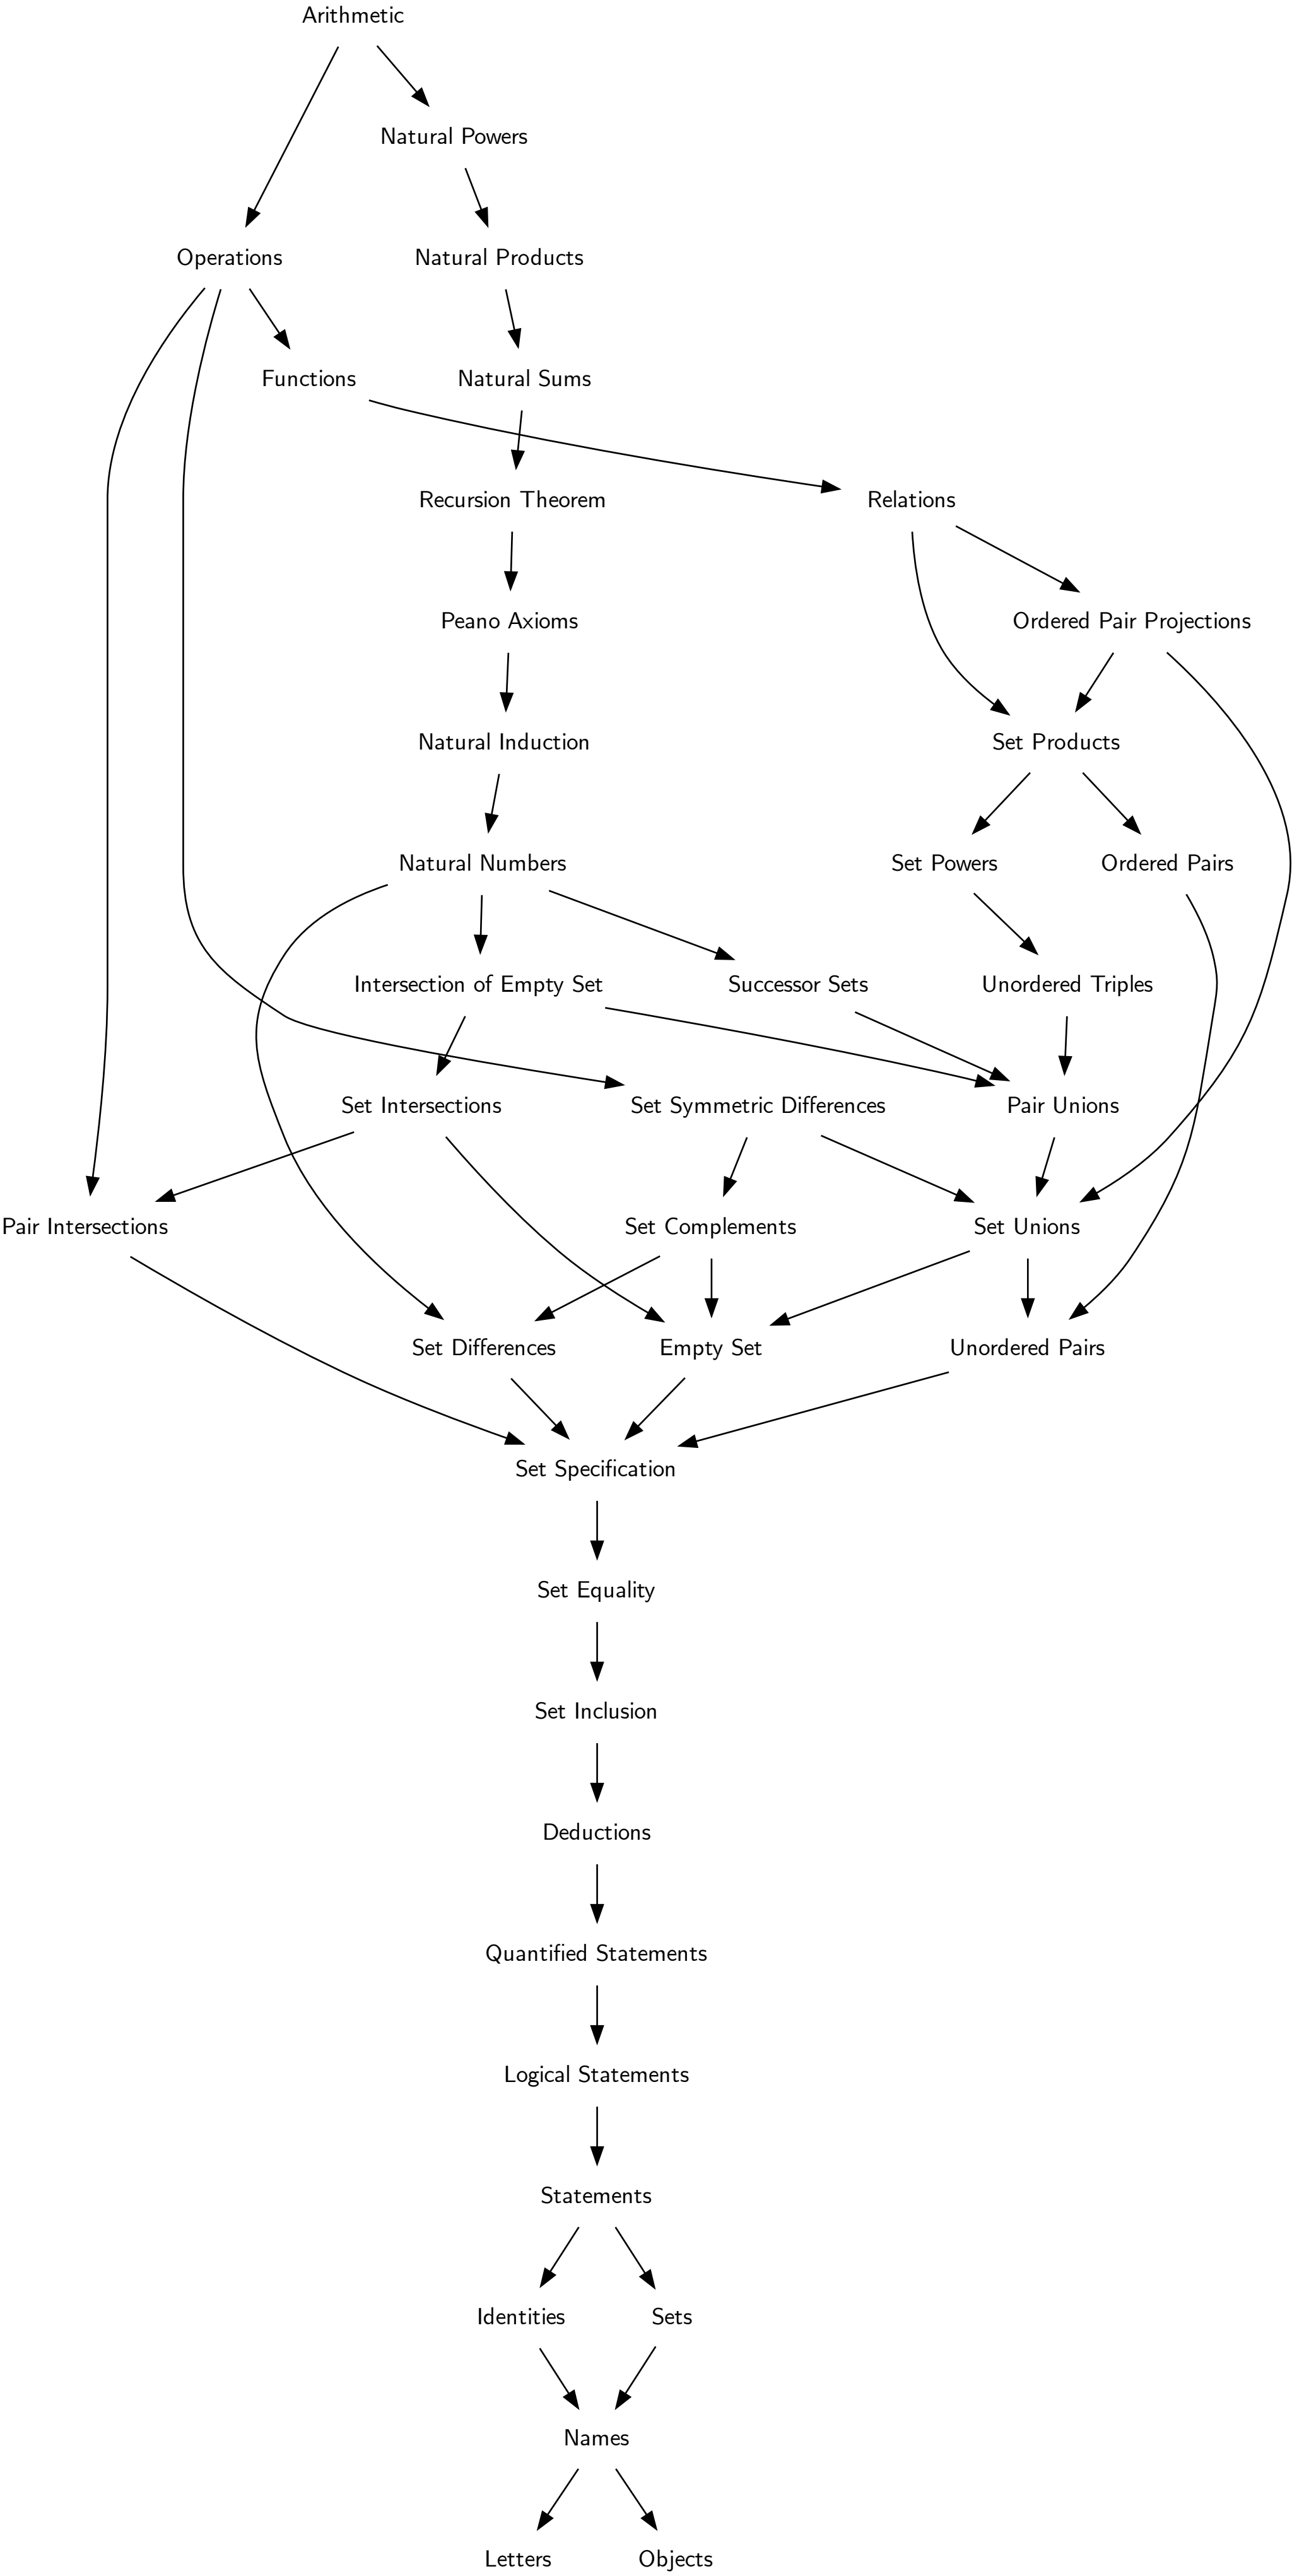 Arithmetic
Natural Powers
Operations
Natural Products
Functions
Natural Sums
Recursion Theorem
Relations
Peano Axioms
Ordered Pair Projections
Natural Induction
Set Products
Natural Numbers
Set Powers
Ordered Pairs
Intersection of Empty Set
Successor Sets
Unordered Triples
Set Intersections
Set Symmetric Differences
Pair Unions
Pair Intersections
Set Complements
Set Unions
Set Differences
Empty Set
Unordered Pairs
Set Specification
Set Equality
Set Inclusion
Deductions
Quantified Statements
Logical Statements
Statements
Identities
Sets
Names
Letters
Objects